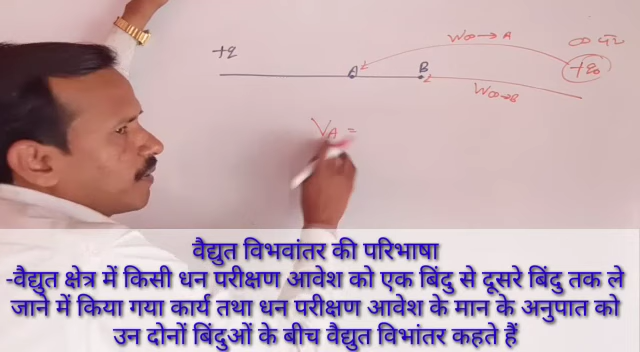 +q
W∞→A
∞ पर
+q₀
A
B
W∞→B
V_A =
वैद्युत विभवांतर की परिभाषा
-वैद्युत क्षेत्र में किसी धन परीक्षण आवेश को एक बिंदु से दूसरे बिंदु तक ले
जाने में किया गया कार्य तथा धन परीक्षण आवेश के मान के अनुपात को
उन दोनों बिंदुओं के बीच वैद्युत विभांतर कहते हैं